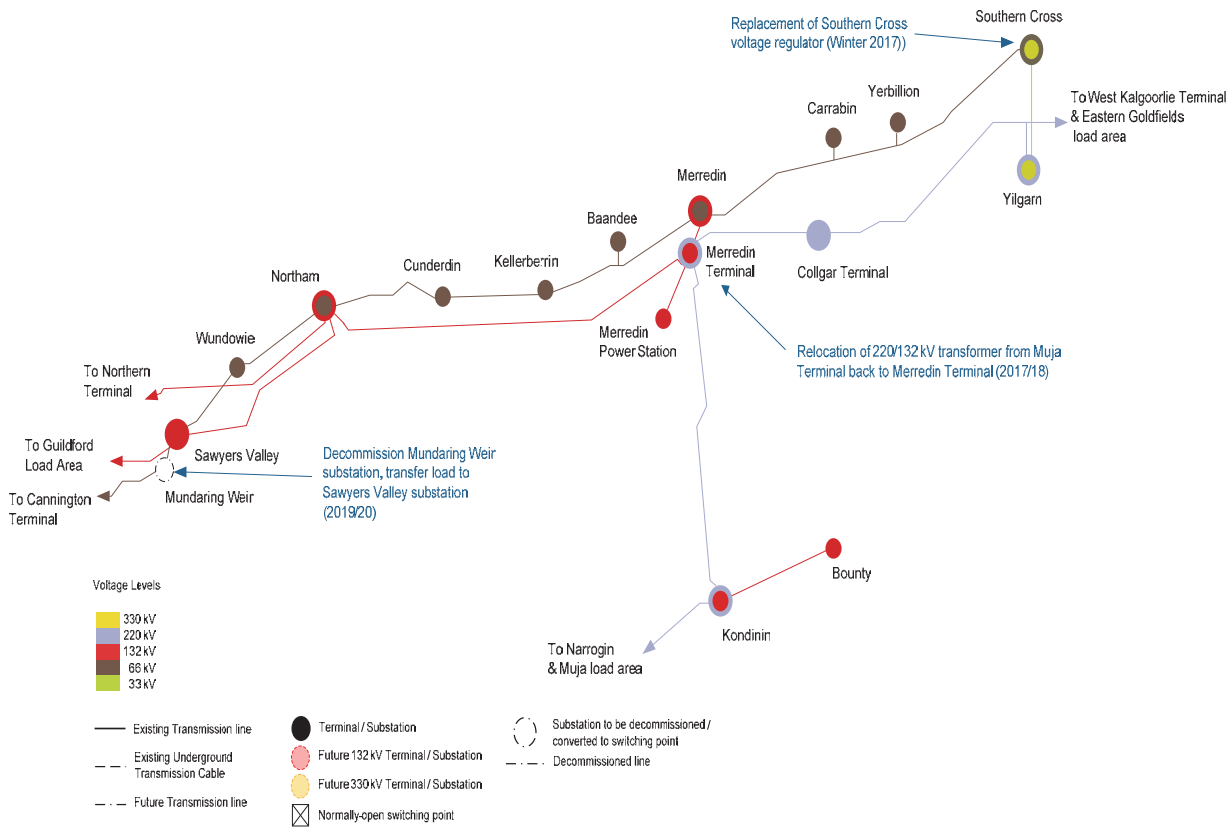 Southern Cross
Replacement of Southern Cross
voltage regulator (Winter 2017))
To West Kalgoorlie Terminal
& Eastern Goldfields
load area
Yerbillion
Carrabin
Yilgarn
Merredin
Baandee
Merredin
Terminal
Collgar Terminal
Kellerberrin
Cunderdin
Northam
Merredin
Power Station
Wundowie
Relocation of 220/132 kV transformer from Muja
Terminal back to Merredin Terminal (2017/18)
To Northern
Terminal
To Guildford
Load Area
Sawyers Valley
Decommission Mundaring Weir
substation, transfer load to
Sawyers Valley substation
(2019/20)
To Cannington
Terminal
Mundaring Weir
Bounty
Kondinin
To Narrogin
& Muja load area
Voltage Levels
330 kV
220 kV
132 kV
66 kV
33 kV
Existing Transmission line
Existing Underground
Transmission Cable
Future Transmission line
Terminal / Substation
Future 132 kV Terminal / Substation
Future 330 kV Terminal / Substation
Normally-open switching point
Substation to be decommissioned /
converted to switching point
Decommissioned line